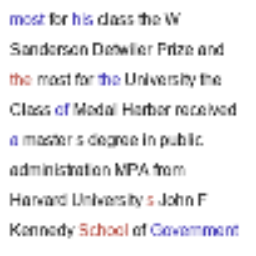 most for his class the W
Sanderson Detwiler Prize and
the most for the University the
Class of Medal Harber received
a master s degree in public
administration MPA from
Harvard University s John F
Kennedy School of Government